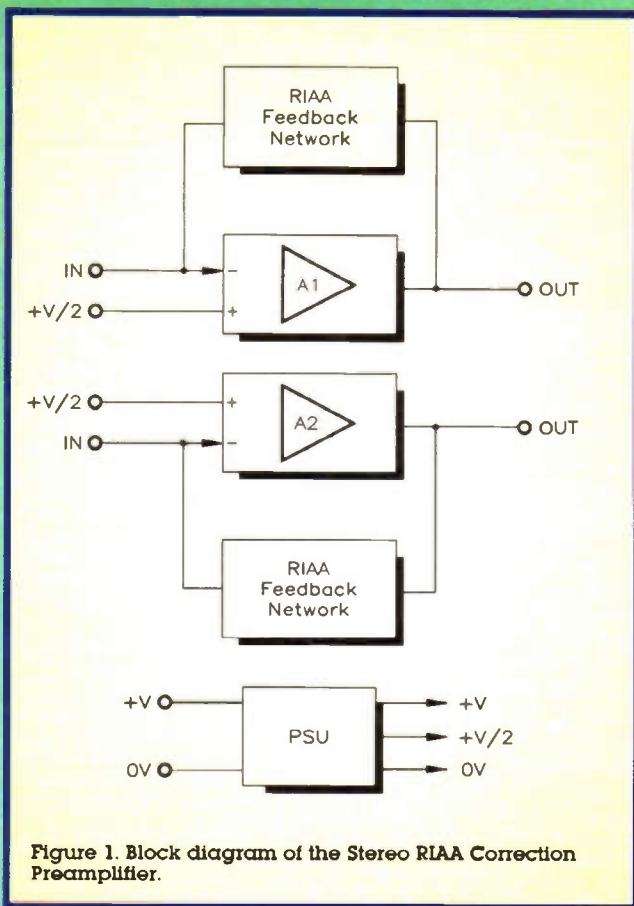 RIAA
Feedback
Network
IN
-
A1
+V/2
+
OUT
+V/2
+
A2
IN
-
OUT
RIAA
Feedback
Network
+V
+V
PSU
+V/2
0V
0V
Figure 1. Block diagram of the Stereo RIAA Correction
Preamplifier.